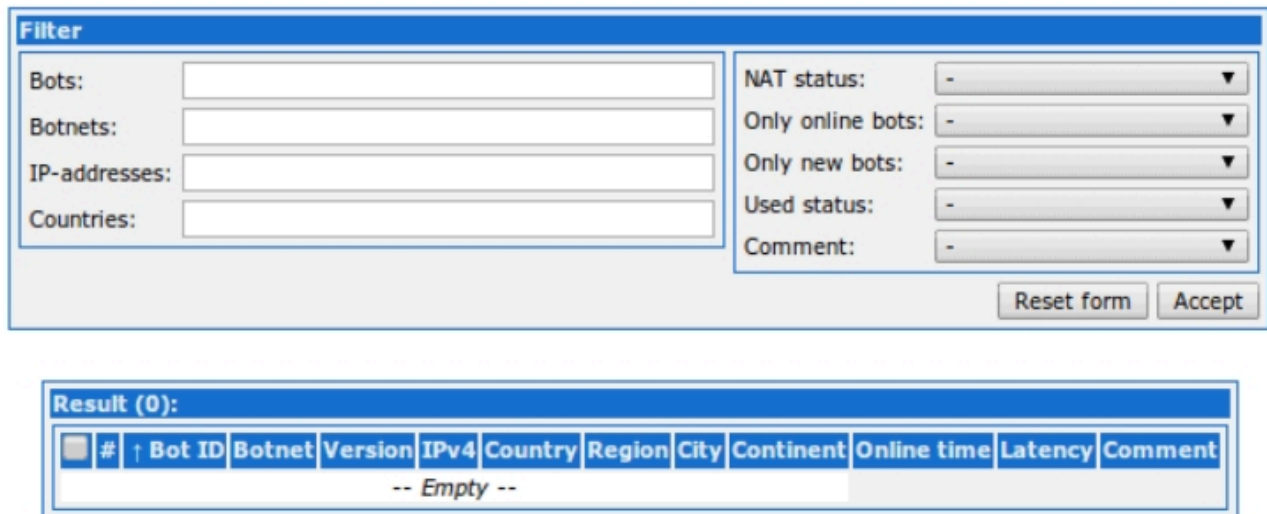 Filter
Bots:
Botnets:
IP-addresses:
Countries:
NAT status: -
Only online bots: -
Only new bots: -
Used status: -
Comment: -
Reset form Accept
Result (0):
# ↑ Bot ID Botnet Version IPv4 Country Region City Continent Online time Latency Comment
-- Empty --